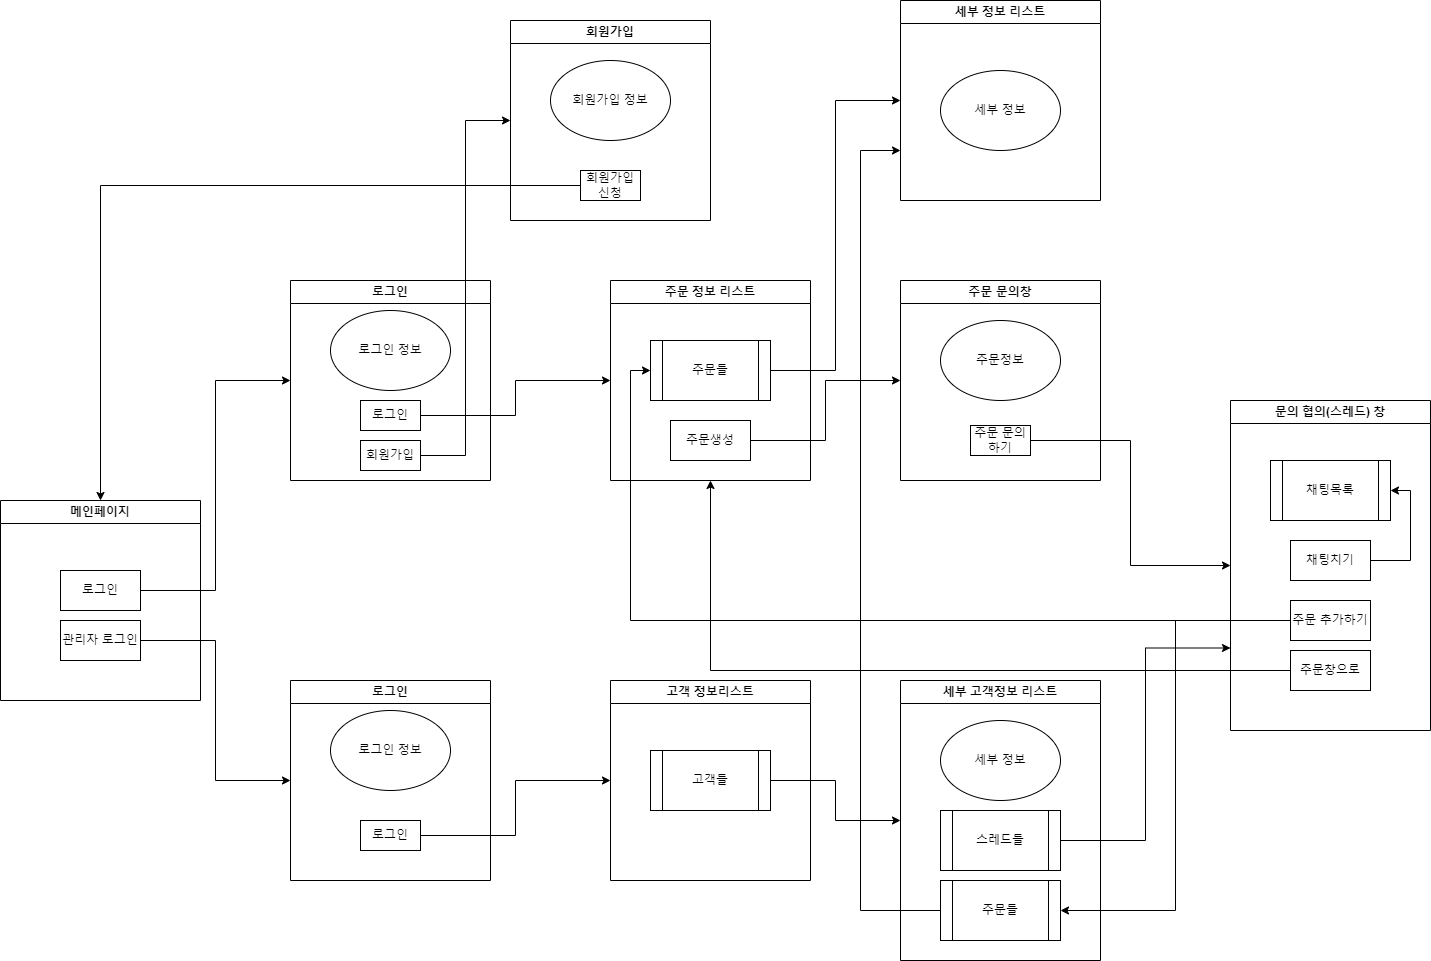 세부 정보 리스트
세부 정보
회원가입
회원가입 정보
회원가입
신청
로그인
로그인 정보
로그인
회원가입
주문 정보 리스트
주문들
주문생성
주문 문의창
주문정보
주문 문의
하기
문의 협의(스레드) 창
채팅목록
채팅치기
주문 추가하기
주문창으로
메인페이지
로그인
관리자 로그인
로그인
로그인 정보
로그인
고객 정보리스트
고객들
세부 고객정보 리스트
세부 정보
스레드들
주문들